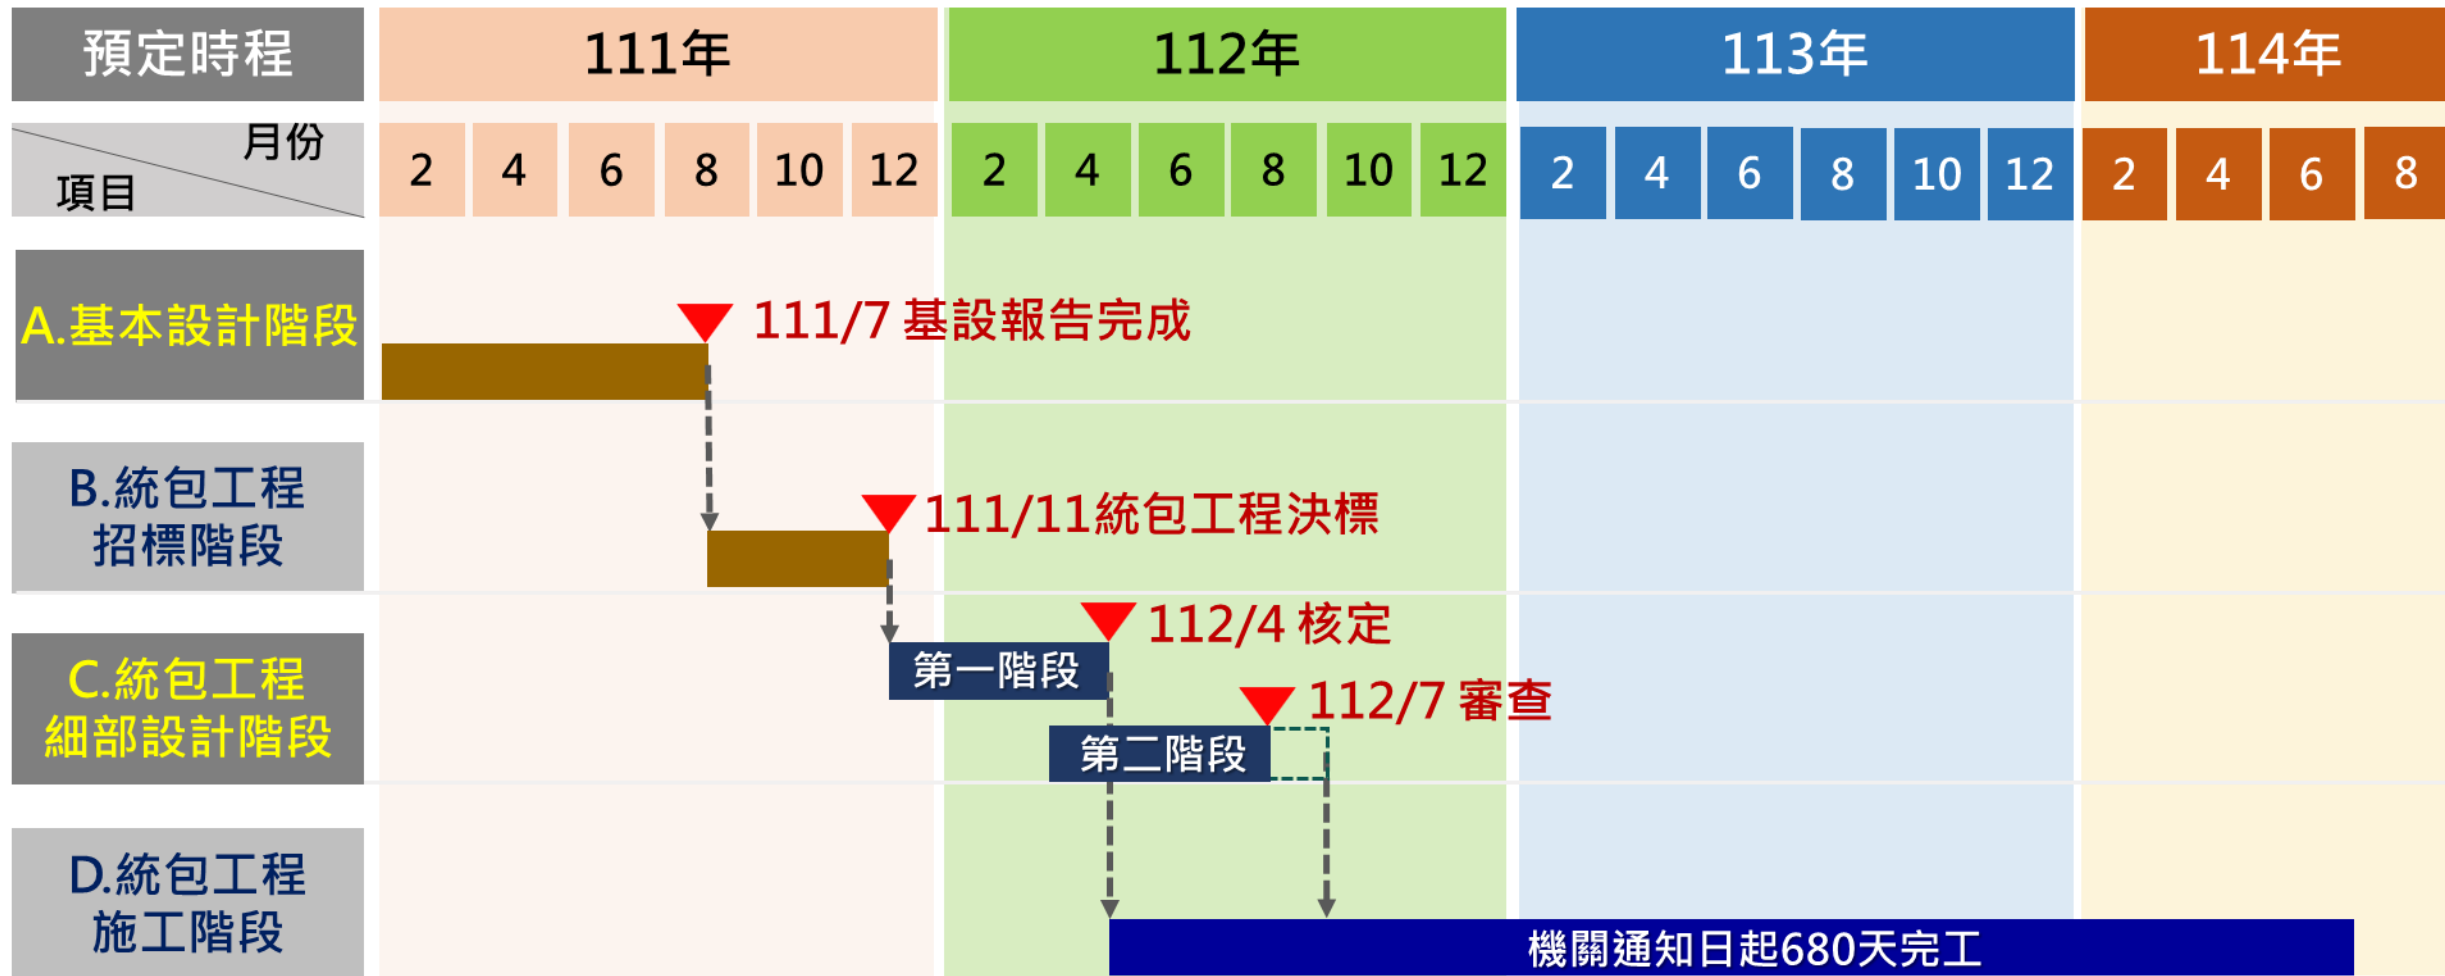 預定時程
111年
112年
113年
114年
月份
項目
2 4 6 8 10 12 2 4 6 8 10 12 2 4 6 8 10 12 2 4 6 8
A.基本設計階段
111/7 基設報告完成
B.統包工程
招標階段
111/11統包工程決標
C.統包工程
細部設計階段
112/4 核定
第一階段
112/7 審查
第二階段
D.統包工程
施工階段
機關通知日起680天完工